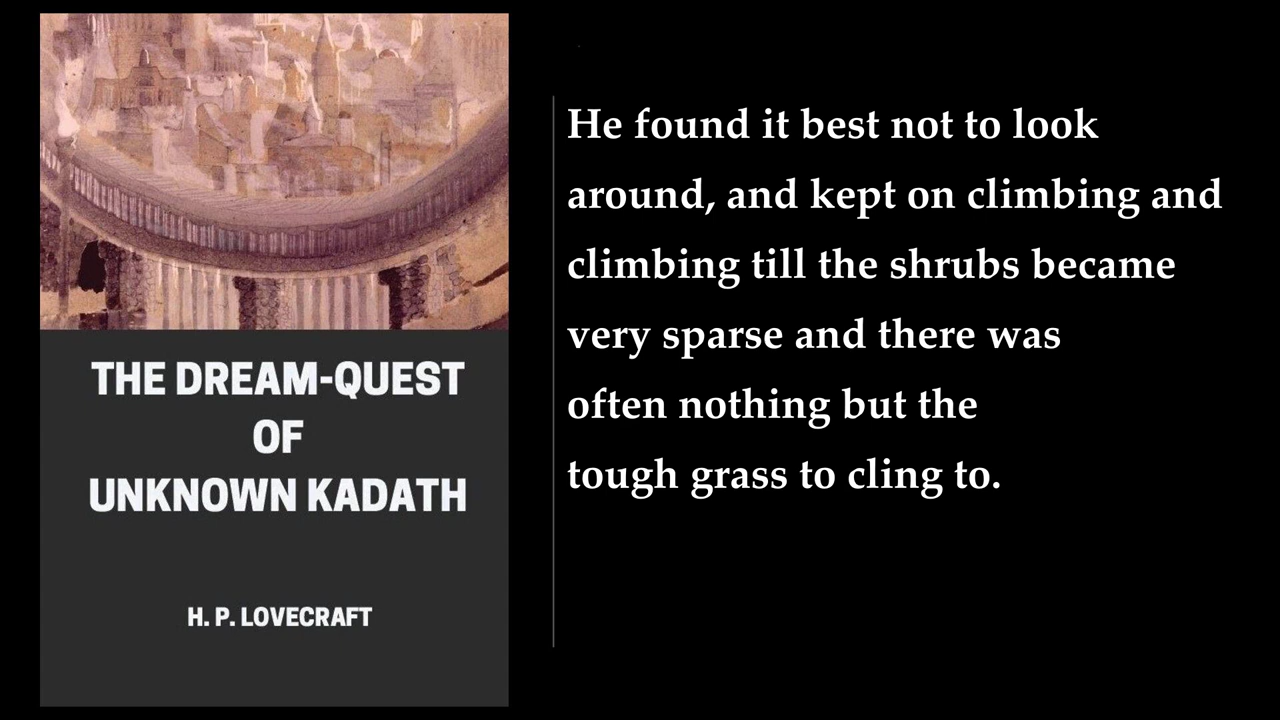 THE DREAM-QUEST
OF
UNKNOWN KADATH
H. P. LOVECRAFT
He found it best not to look
around, and kept on climbing and
climbing till the shrubs became
very sparse and there was
often nothing but the
tough grass to cling to.